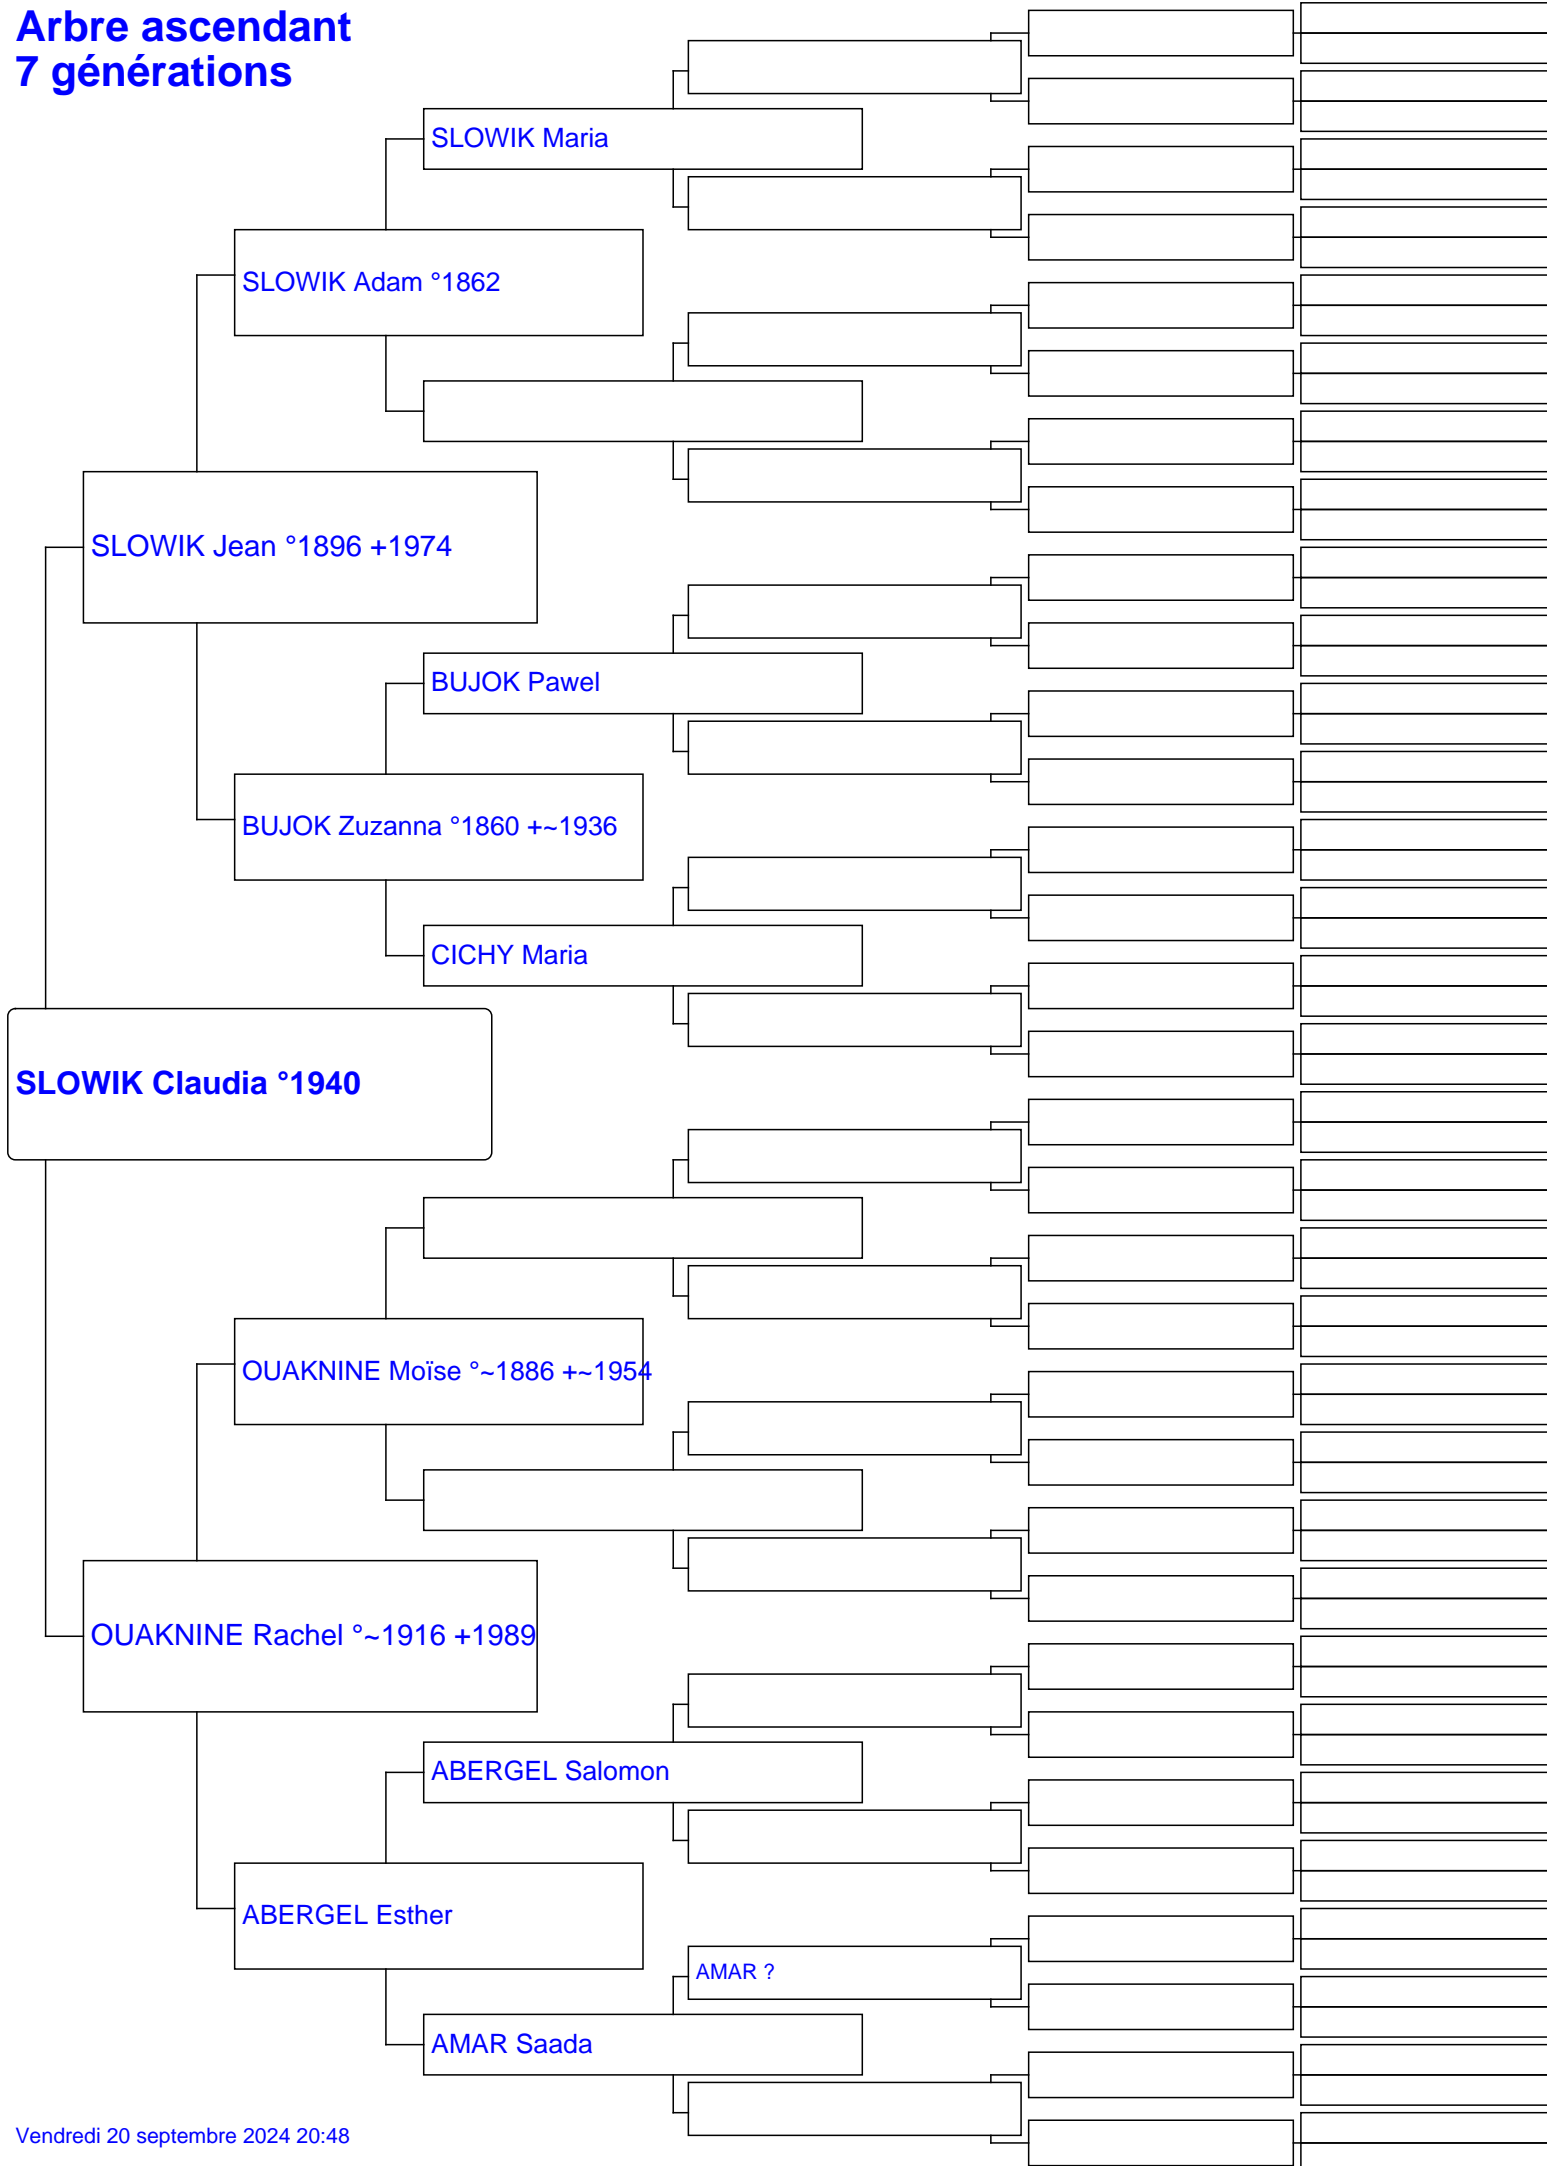 Arbre ascendant
7 générations
SLOWIK Maria
SLOWIK Adam °1862
SLOWIK Jean °1896 +1974
BUJOK Pawel
BUJOK Zuzanna °1860 +~1936
CICHY Maria
SLOWIK Claudia °1940
OUAKNINE Moïse °~1886 +~1954
OUAKNINE Rachel °~1916 +1989
ABERGEL Salomon
ABERGEL Esther
AMAR ?
AMAR Saada
Vendredi 20 septembre 2024 20:48